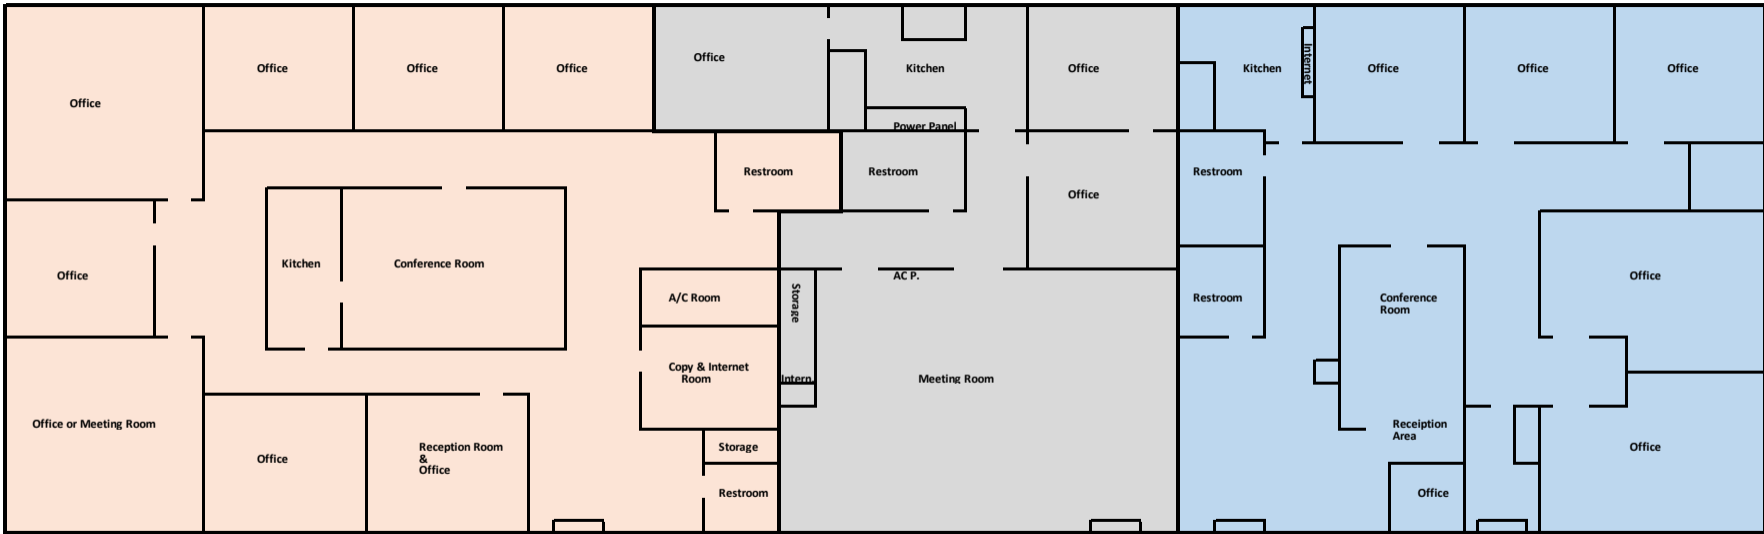 Office
Office
Office
Office
Office
Kitchen
Power Panel
Office
Kitchen
Internet
Office
Office
Office
Restroom
Restroom
Office
Restroom
Office
Kitchen
Conference Room
A/C Room
Storage
AC P.
Restroom
Conference
Room
Office
Copy & Internet
Room
Intern
Meeting Room
Office or Meeting Room
Office
Reception Room
&
Office
Storage
Restroom
Receiption
Area
Office
Office